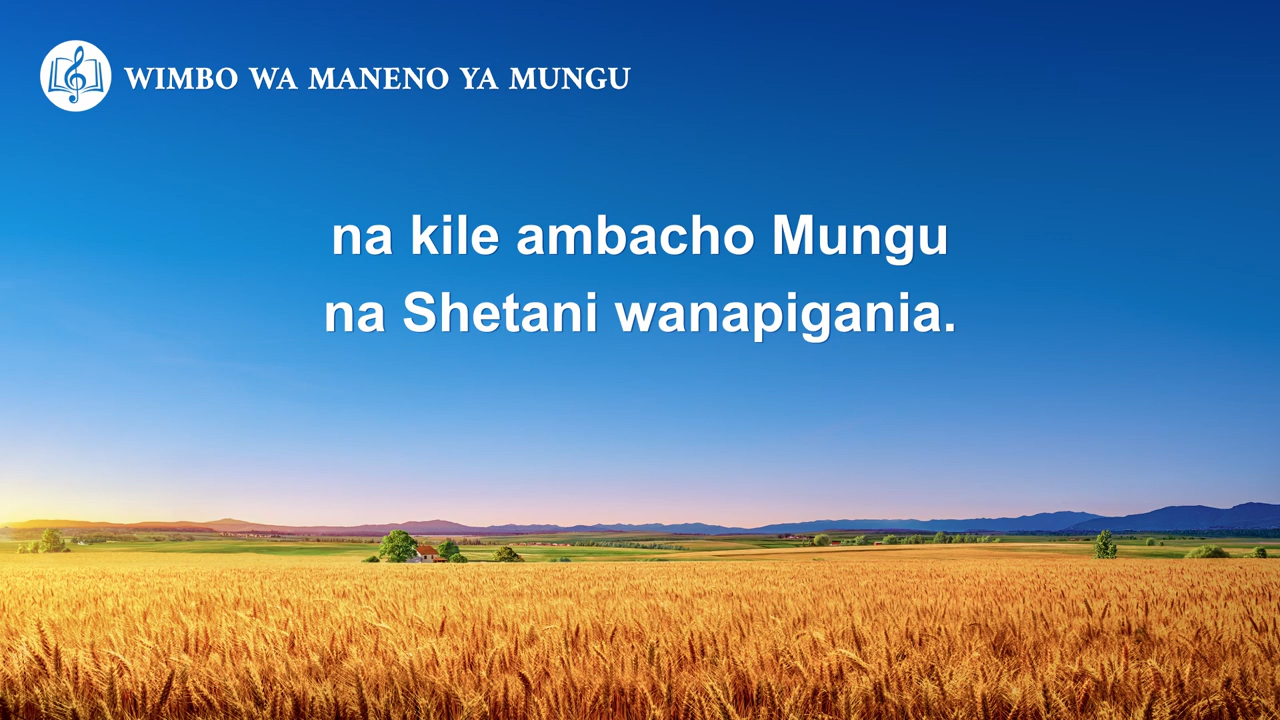 WIMBO WA MANENO YA MUNGU
na kile ambacho Mungu
na Shetani wanapigania.